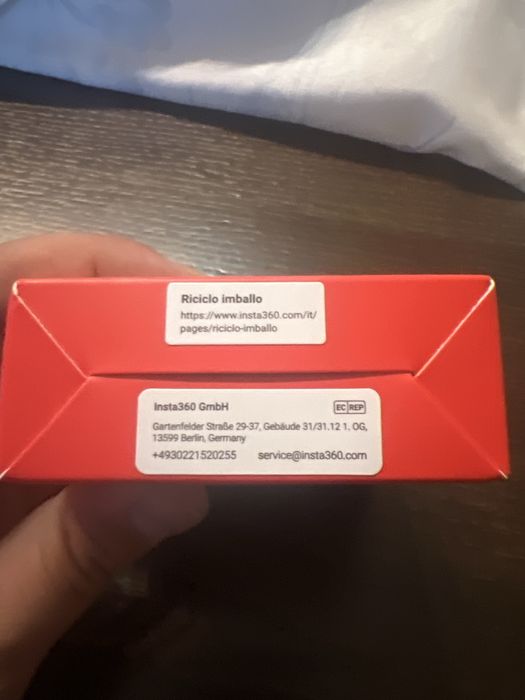 Riciclo imballo
https://www.insta360.com/it/
pages/riciclo-imballo
Insta360 GmbH
EC REP
Gartenfelder Straße 29-37, Gebäude 31/31.12 1. OG,
13599 Berlin, Germany
+4930221520255 service@insta360.com